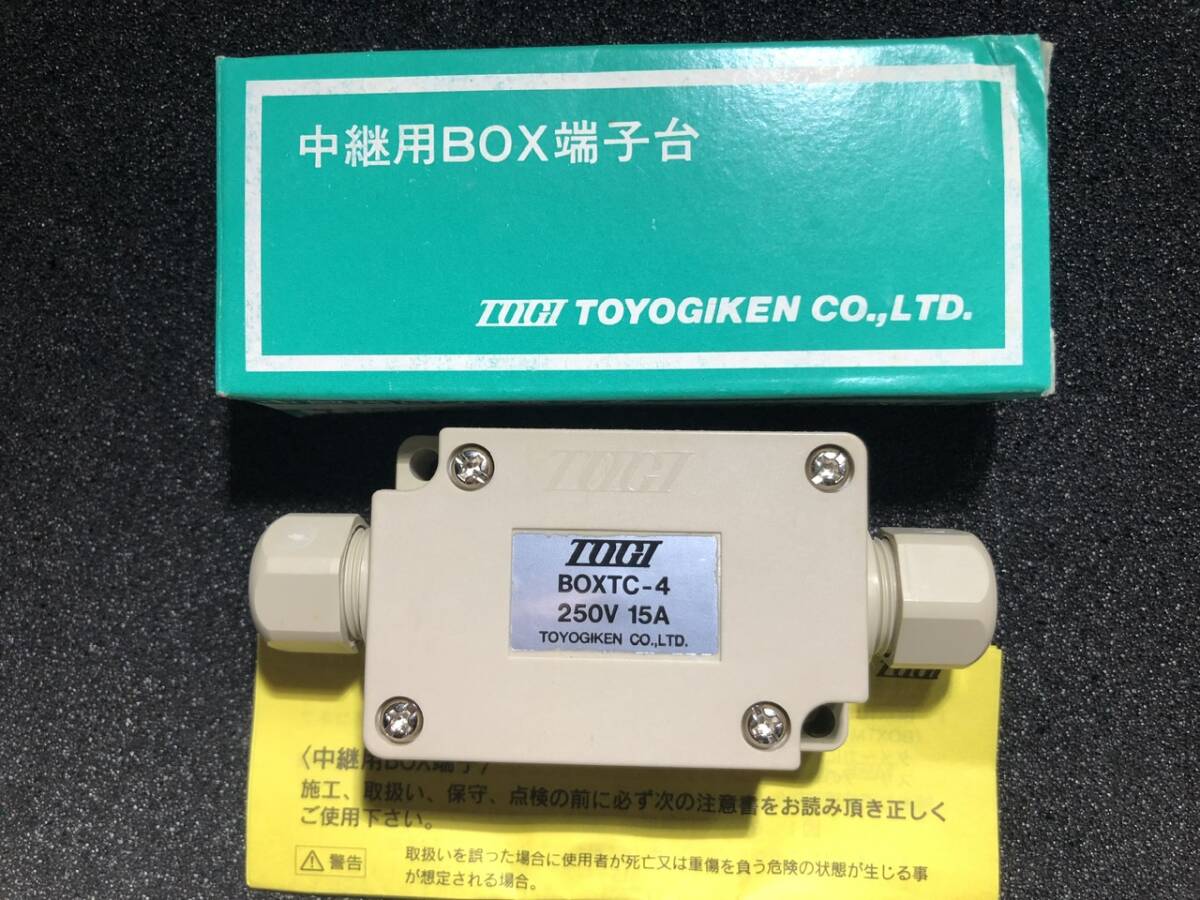 中継用BOX端子台
TOGI TOYOGIKEN CO.,LTD.
TOGI
TOGI
BOXTC-4
250V 15A
TOYOGIKEN CO.,LTD.
TOGI
〈中継用BOX端子〉
施工、取扱い、保守、点検の前に必ず次の注意書をお読み頂き正しく
ご使用下さい。
⚠警告
取扱いを誤った場合に使用者が死亡又は重傷を負う危険の状態が生じる事
が想定される場合。